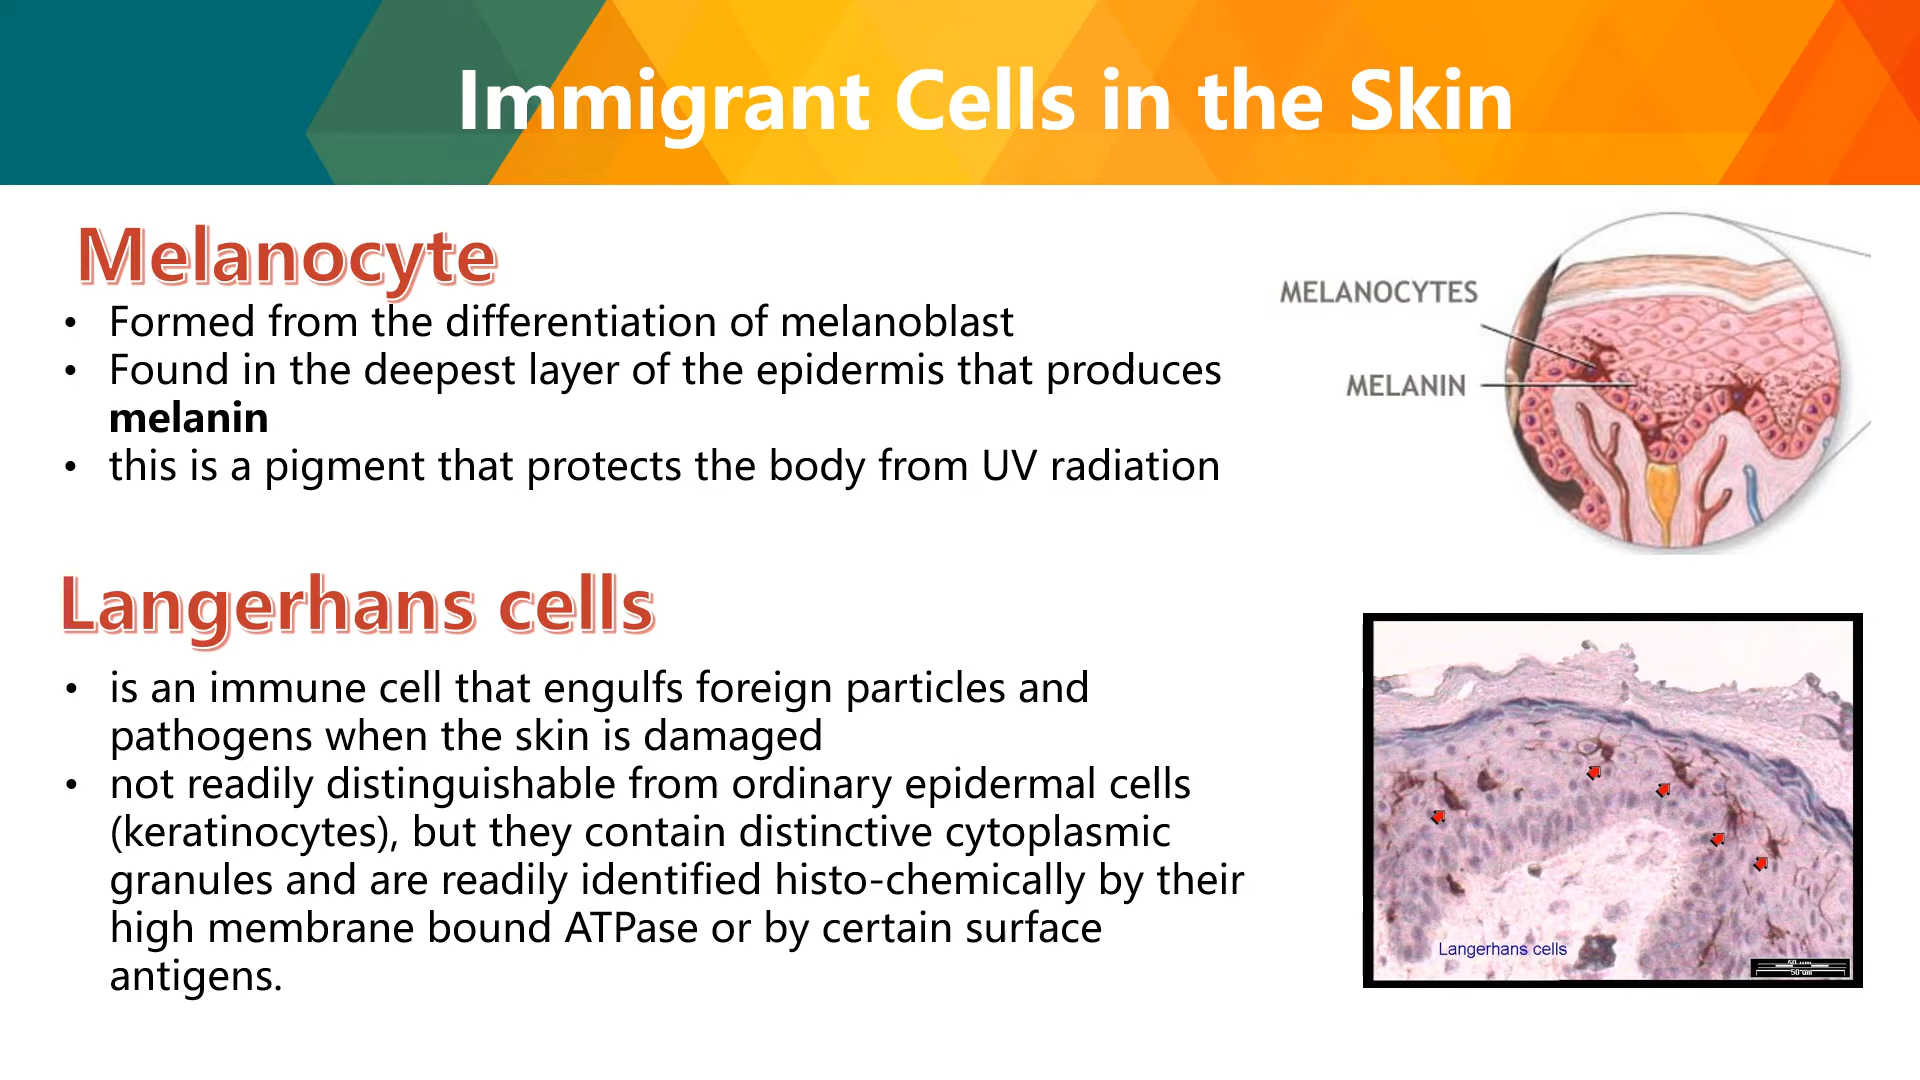 Immigrant Cells in the Skin
Melanocyte
• Formed from the differentiation of melanoblast
• Found in the deepest layer of the epidermis that produces
melanin
• this is a pigment that protects the body from UV radiation
MELANOCYTES
MELANIN
Langerhans cells
• is an immune cell that engulfs foreign particles and
pathogens when the skin is damaged
• not readily distinguishable from ordinary epidermal cells
(keratinocytes), but they contain distinctive cytoplasmic
granules and are readily identified histo-chemically by their
high membrane bound ATPase or by certain surface
antigens.
Langerhans cells
50 um
50 um